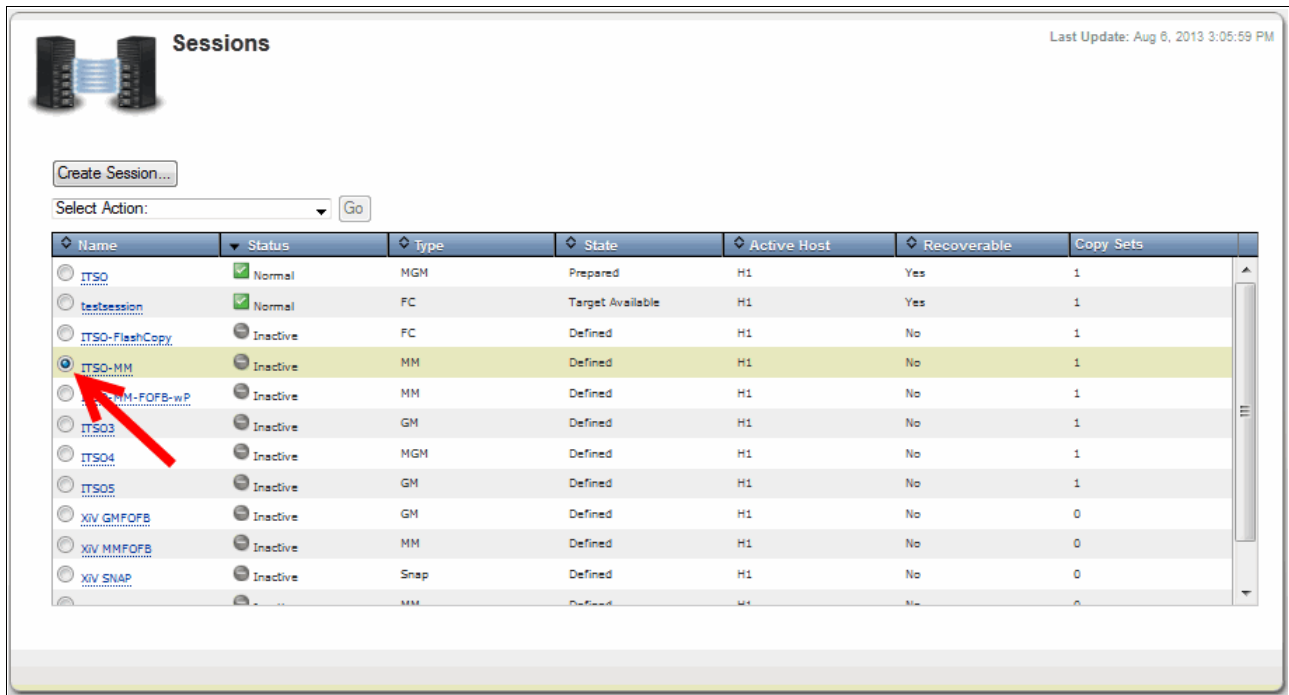 Sessions
Last Update: Aug 6, 2013 3:05:59 PM
Create Session...
Select Action: Go
Name Status Type State Active Host Recoverable Copy Sets
ITSO Normal MGM Prepared H1 Yes 1
testsession Normal FC Target Available H1 Yes 1
ITSO-FlashCopy Inactive FC Defined H1 No 1
ITSO-MM Inactive MM Defined H1 No 1
-MM-FOFB-wP Inactive MM Defined H1 No 1
ITSO3 Inactive GM Defined H1 No 1
ITSO4 Inactive MGM Defined H1 No 1
ITSO5 Inactive GM Defined H1 No 1
XiV GMFOFB Inactive GM Defined H1 No 0
XiV MMFOFB Inactive MM Defined H1 No 0
XiV SNAP Inactive Snap Defined H1 No 0
MM Defined H1 No 0